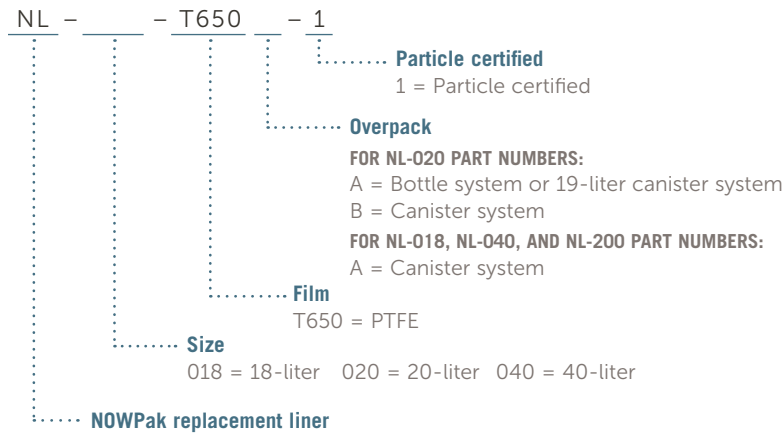 NL – – T650 – 1
Particle certified
1 = Particle certified
Overpack
FOR NL-020 PART NUMBERS:
A = Bottle system or 19-liter canister system
B = Canister system
FOR NL-018, NL-040, AND NL-200 PART NUMBERS:
A = Canister system
Film
T650 = PTFE
Size
018 = 18-liter 020 = 20-liter 040 = 40-liter
NOWPak replacement liner